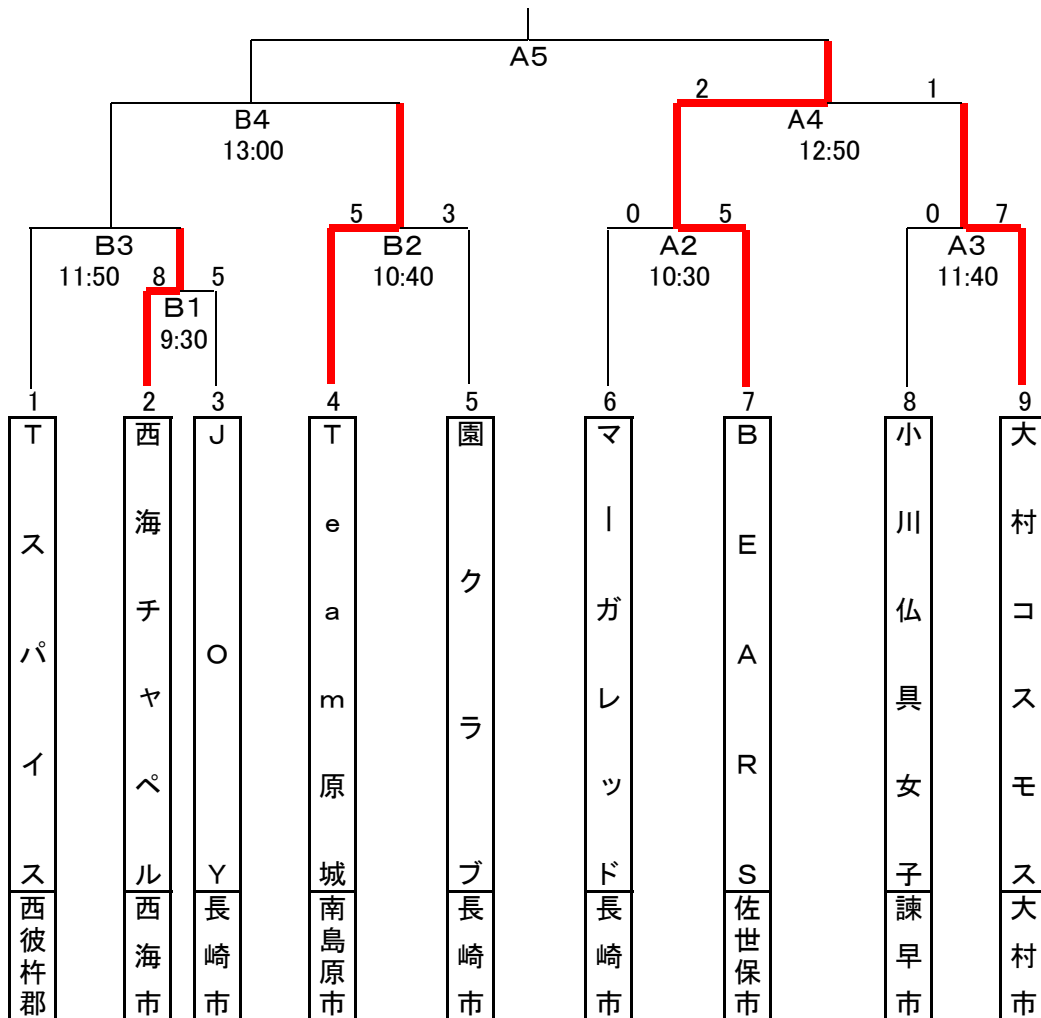 A5
2 1
B4 A4
13:00 12:50
5 3 0 5 0 7
B3 B2 A2 A3
11:50 8 5 10:40 10:30 11:40
B1
9:30
1 2 3 4 5 6 7 8 9
Tスパイス
西海チャペル
JOY
Team原城
園クラブ
マーガレッド
BEARS
小川仏具女子
大村コスモス
西彼杵郡
西海市
長崎市
南島原市
長崎市
長崎市
佐世保市
諫早市
大村市